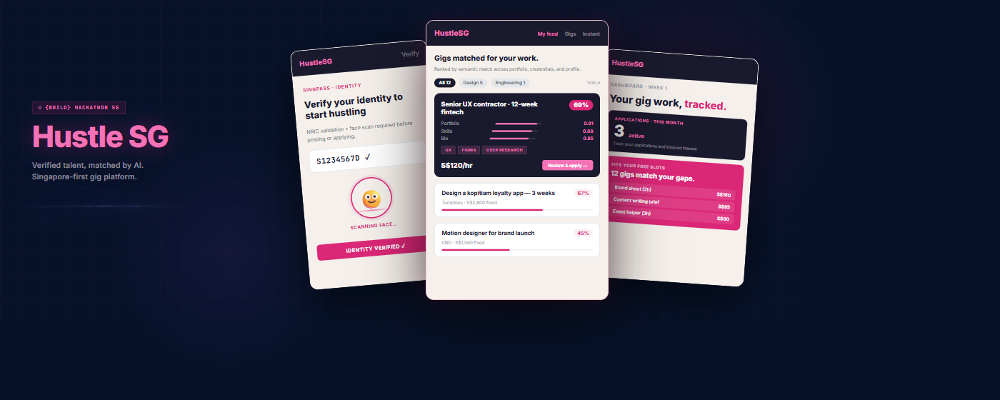 {BUILD} HACKATHON SG
Hustle SG
Verified talent, matched by AI.
Singapore-first gig platform.
HustleSG
Verify
SINGPASS · IDENTITY
Verify your identity to
start hustling
NRIC validation + face scan required before
posting or applying.
S1234567D ✓
SCANNING FACE...
IDENTITY VERIFIED ✓
HustleSG
My feed Gigs Instant
Gigs matched for your work.
Ranked by semantic match across portfolio, credentials, and profile.
All 12 Design 5 Engineering 1 1536-d
Senior UX contractor · 12-week
fintech
69%
Portfolio 0.91
Skills 0.88
Bio 0.85
UX FIGMA USER RESEARCH
S$120/hr Review & apply →
Design a kopitiam loyalty app — 3 weeks 67%
Tampines · S$2,800 fixed
Motion designer for brand launch 45%
CBD · S$1,500 fixed
HustleSG
DASHBOARD · WEEK 1
Your gig work, tracked.
APPLICATIONS · THIS MONTH
3 active
Track your applications and inbound interest
FITS YOUR FREE SLOTS
12 gigs match your gaps.
Brand shoot (2h) S$160
Content writing brief S$95
Event helper (3h) S$90